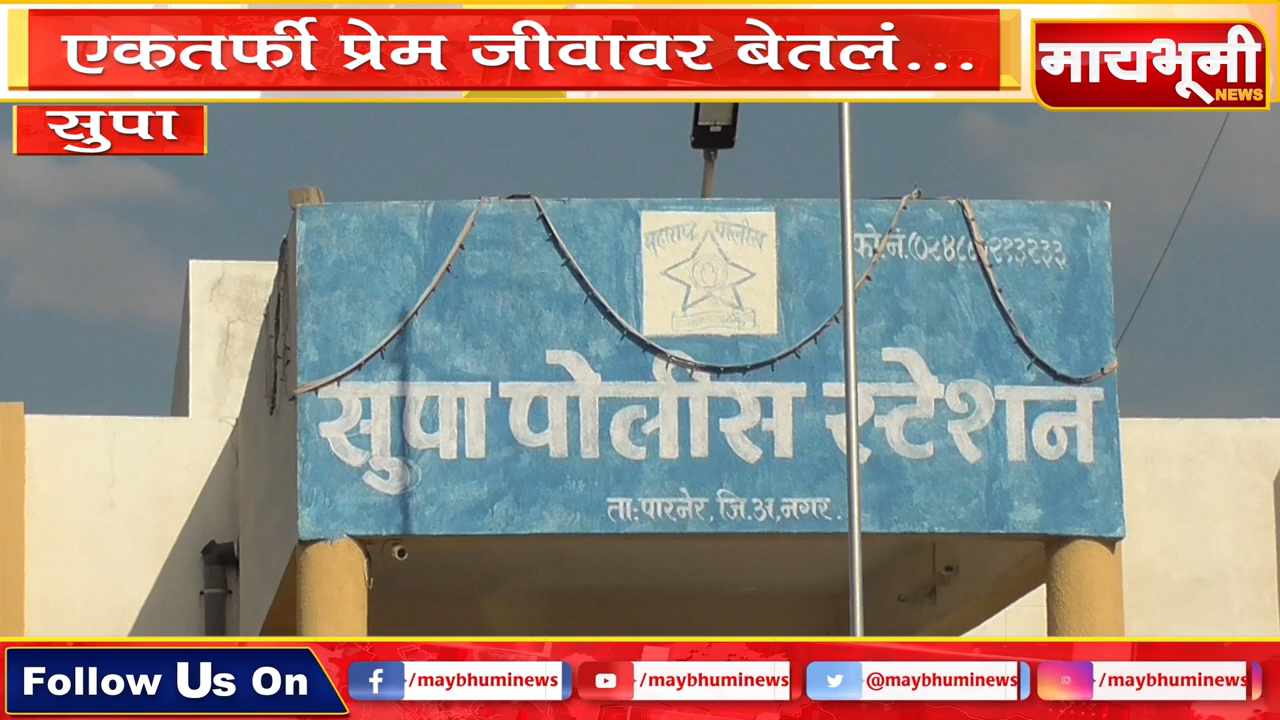 एकतर्फी प्रेम जीवावर बेतलं...
मायभूमी
NEWS
सुपा
महाराष्ट्र पोलीस
सुपा पोलीस स्टेशन
ता:पारनेर, जि.अ,नगर.
Follow Us On
/maybhuminews
/maybhuminews
@maybhuminews
/maybhuminews